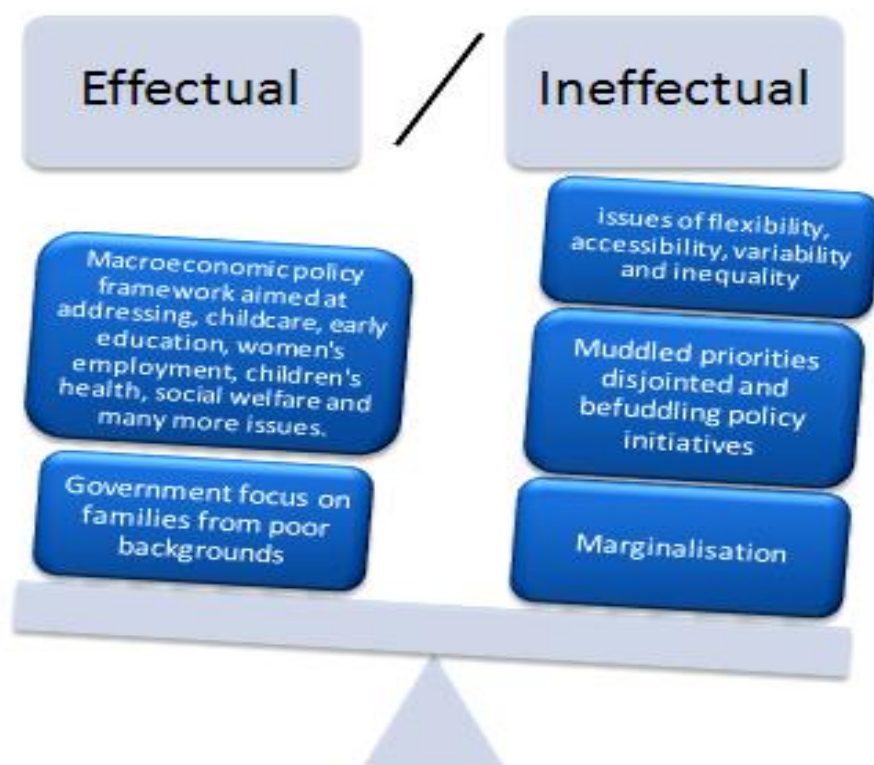 Effectual
/
Ineffectual
Macroeconomic policy
framework aimed at
addressing, childcare, early
education, women's
employment, children's
health, social welfare and
many more issues.
Government focus on
families from poor
backgrounds
issues of flexibility,
accessibility, variability
and inequality
Muddled priorities
disjointed and
befuddling policy
initiatives
Marginalisation